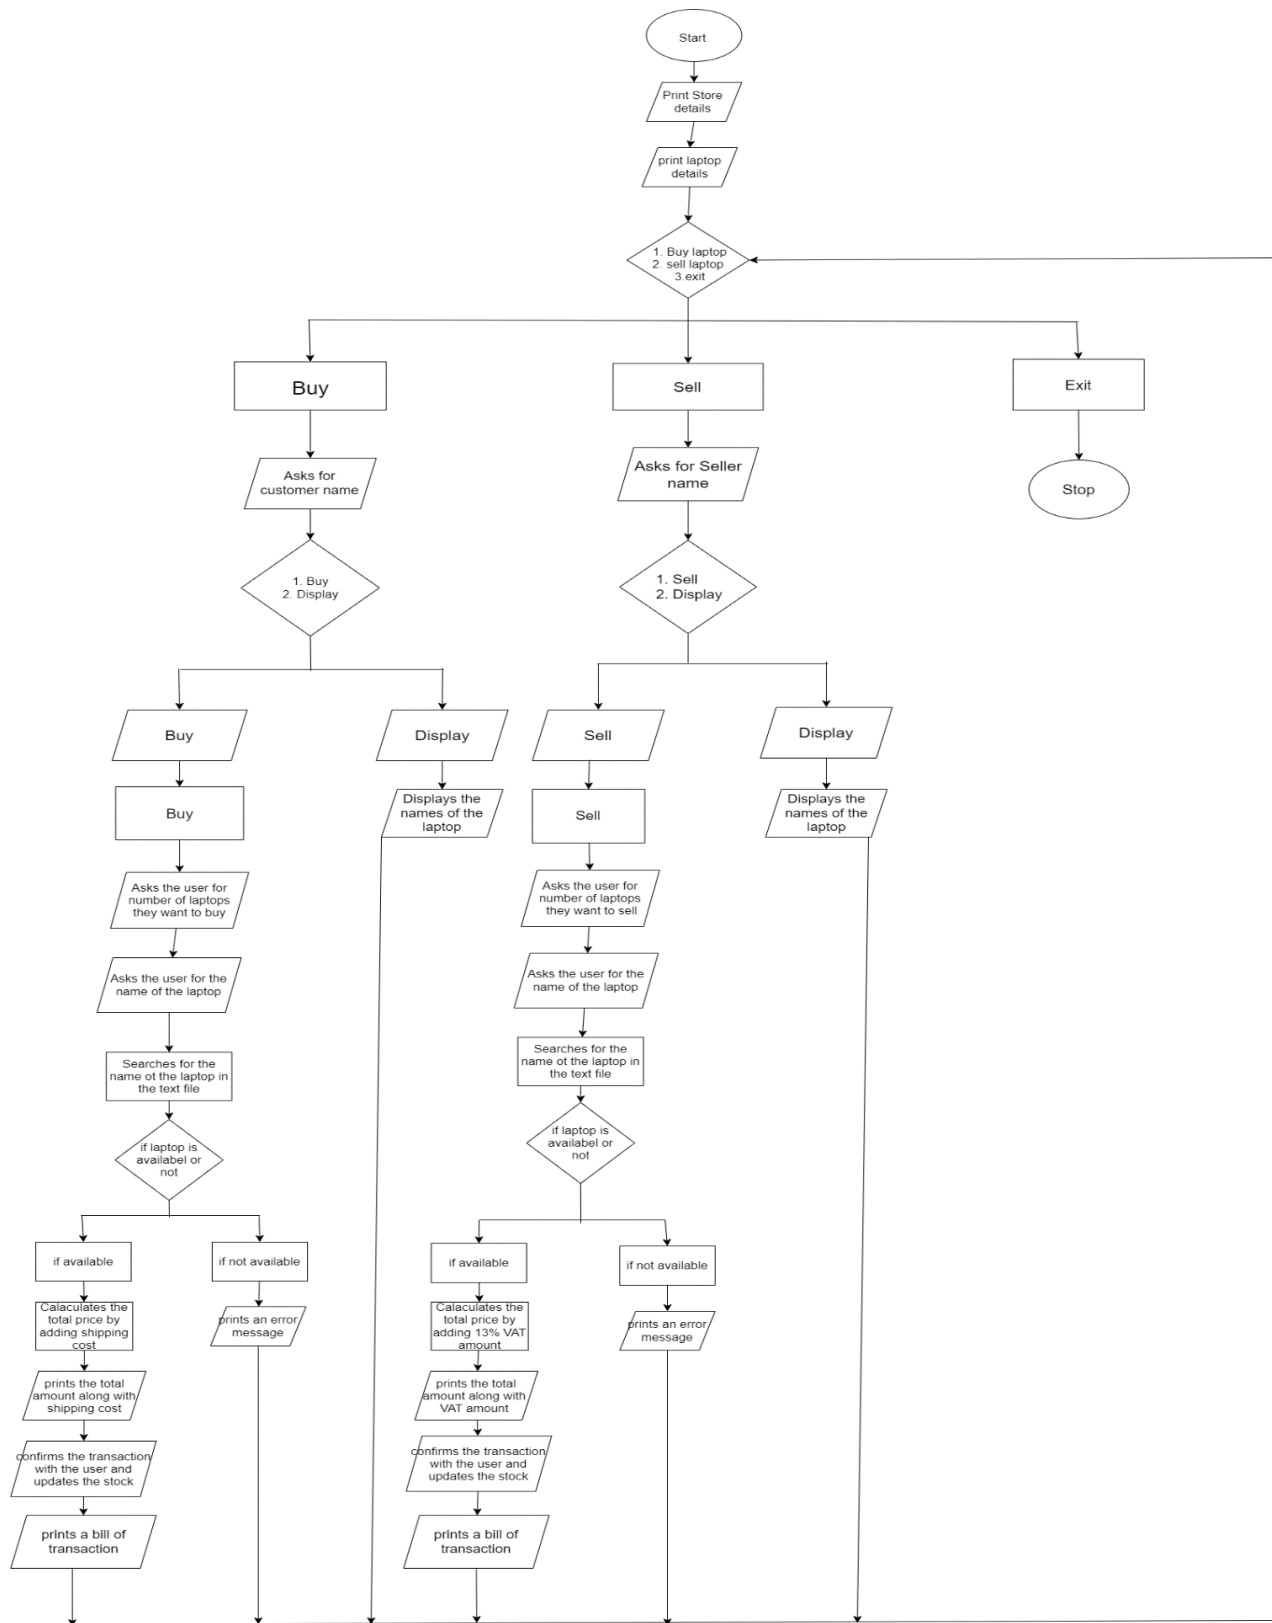 Start
Print Store
details
print laptop
details
1. Buy laptop
2. sell laptop
3.exit
Buy
Sell
Exit
Asks for
customer name
Asks for Seller
name
Stop
1. Buy
2. Display
1. Sell
2. Display
Buy
Display
Sell
Display
Buy
Displays the
names of the
laptop
Sell
Displays the
names of the
laptop
Asks the user for
number of laptops
they want to buy
Asks the user for
number of laptops
they want to sell
Asks the user for the
name of the laptop
Asks the user for the
name of the laptop
Searches for the
name ot the laptop in
the text file
Searches for the
name ot the laptop in
the text file
if laptop is
availabel or
not
if laptop is
availabel or
not
if available
if not available
if available
if not available
Calaculates the
total price by
adding shipping
cost
prints an error
message
Calaculates the
total price by
adding 13% VAT
amount
prints an error
message
prints the total
amount along with
shipping cost
prints the total
amount along with
VAT amount
confirms the transaction
with the user and
updates the stock
confirms the transaction
with the user and
updates the stock
prints a bill of
transaction
prints a bill of
transaction